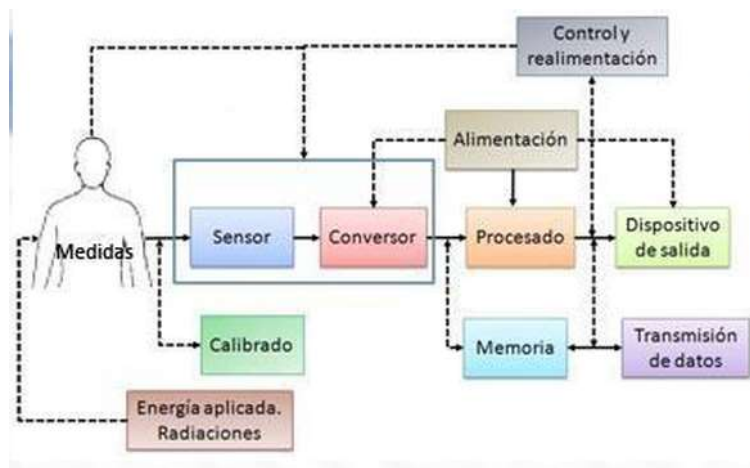 Control y
realimentación
Alimentación
Medidas
Sensor
Conversor
Procesado
Dispositivo
de salida
Calibrado
Memoria
Transmisión
de datos
Energía aplicada.
Radiaciones